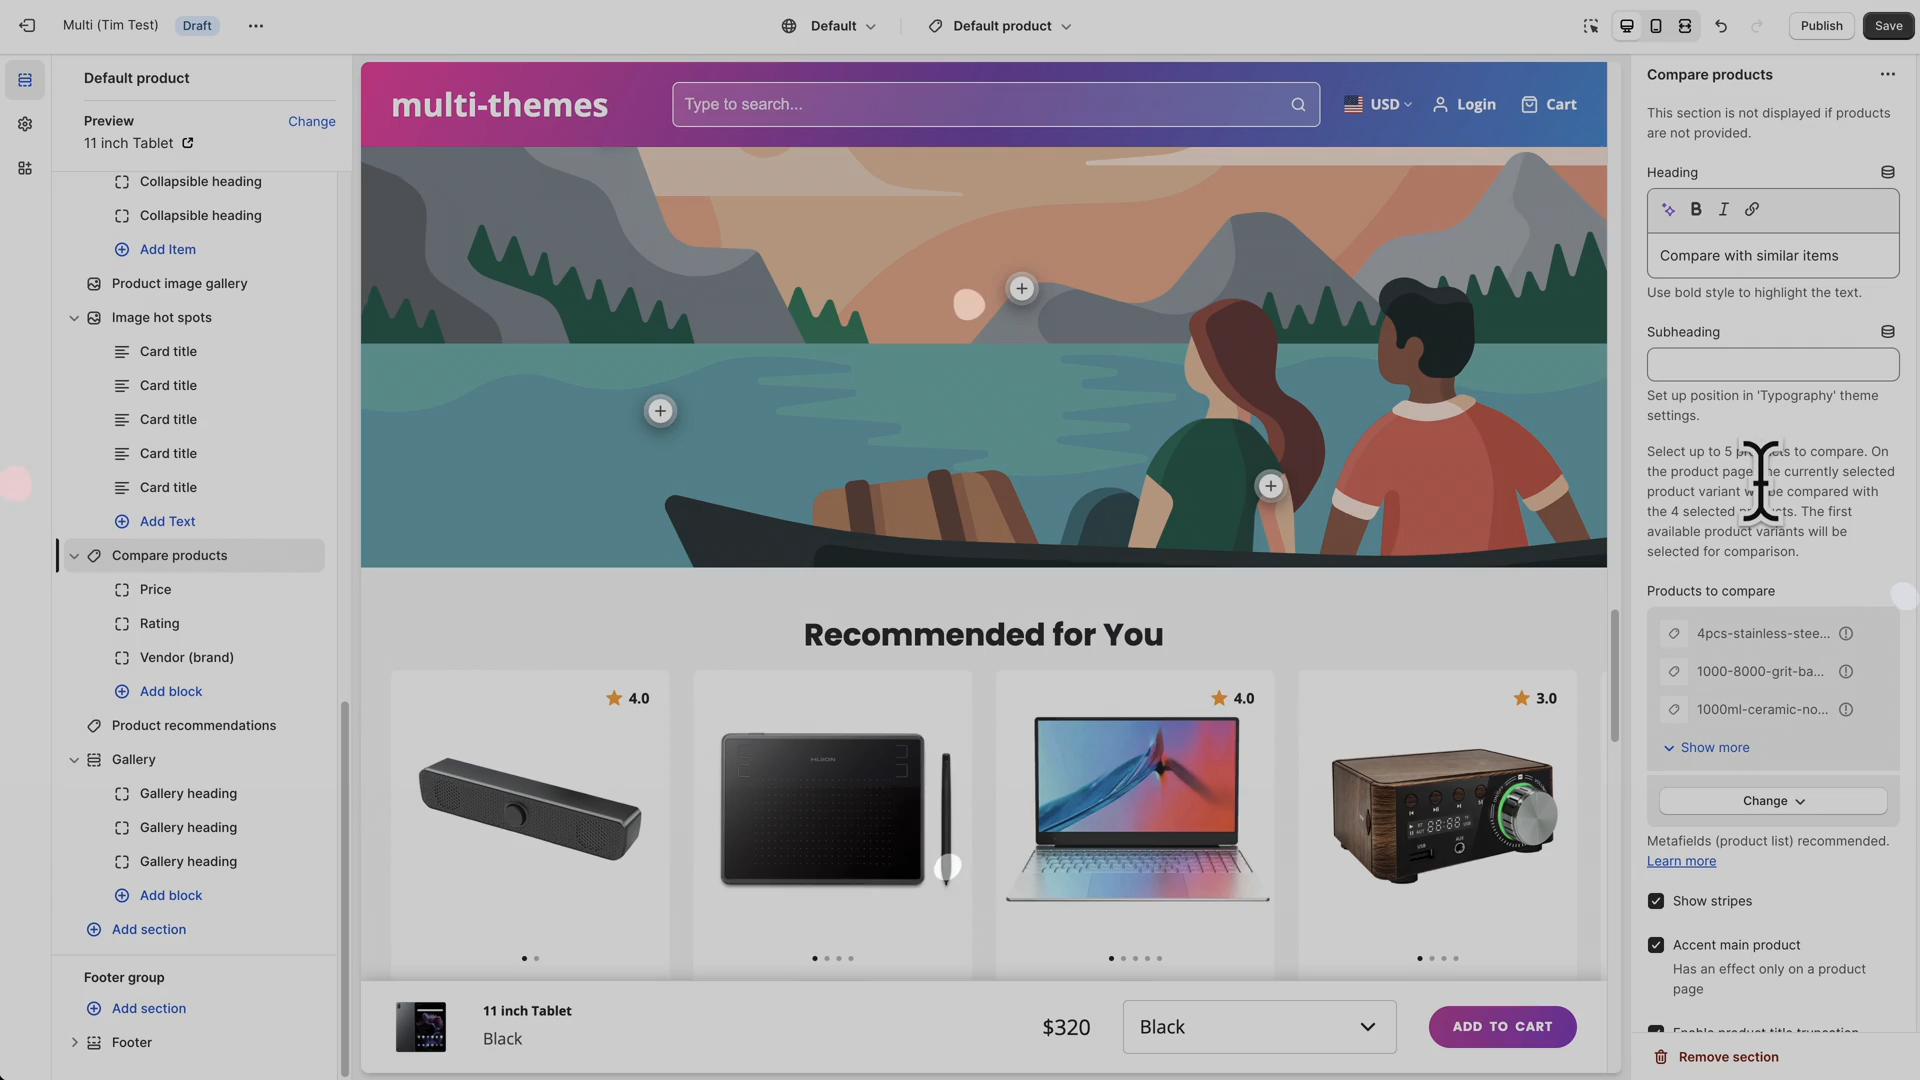 Multi (Tim Test)
Draft
Default
Default product
Publish
Save
Default product
Preview
Change
11 inch Tablet
Collapsible heading
Collapsible heading
Add Item
Product image gallery
Image hot spots
Card title
Card title
Card title
Card title
Card title
Add Text
Compare products
Price
Rating
Vendor (brand)
Add block
Product recommendations
Gallery
Gallery heading
Gallery heading
Gallery heading
Add block
Add section
Footer group
Add section
Footer
multi-themes
Type to search...
USD
Login
Cart
Recommended for You
4.0
4.0
3.0
HUION
88:88
USB
AUX
11 inch Tablet
Black
$320
Black
ADD TO CART
Compare products
This section is not displayed if products
are not provided.
Heading
B I
Compare with similar items
Use bold style to highlight the text.
Subheading
Set up position in 'Typography' theme
settings.
Select up to 5 to compare. On
the product page currently selected
product variant be compared with
the 4 selected The first
available product variants will be
selected for comparison.
Products to compare
4pcs-stainless-stee...
1000-8000-grit-ba...
1000ml-ceramic-no...
Show more
Change
Metafields (product list) recommended.
Learn more
Show stripes
Accent main product
Has an effect only on a product
page
Enable product title truncation
Remove section